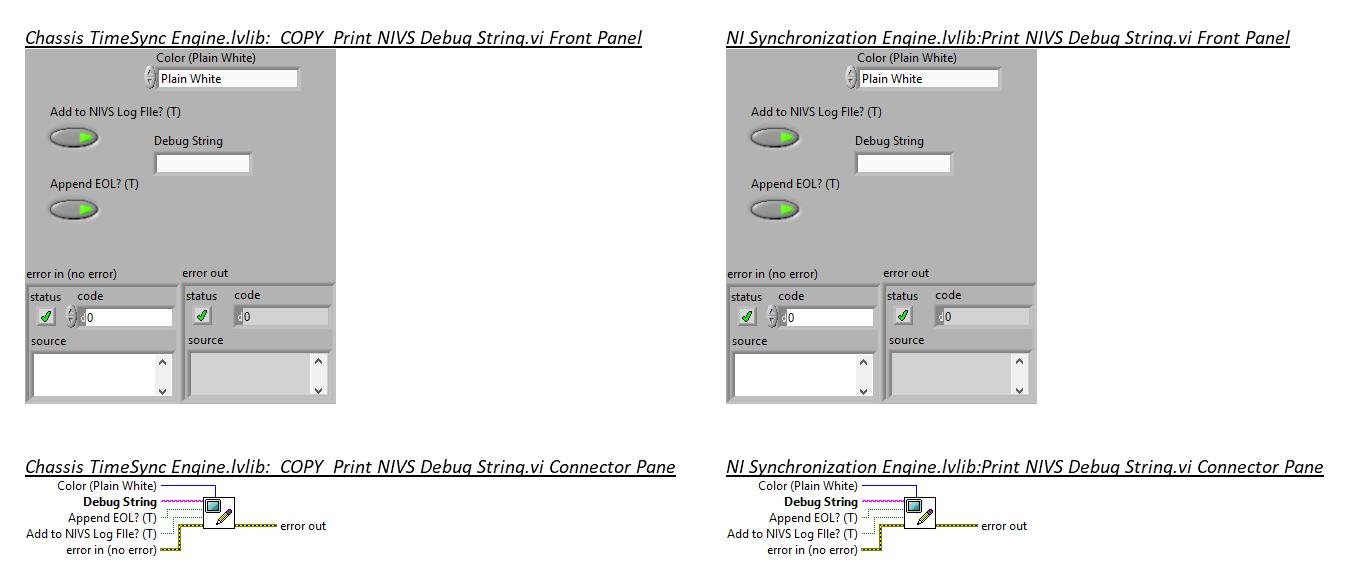 Chassis TimeSync Engine.lvlib:_COPY_Print NIVS Debug String.vi Front Panel
Color (Plain White)
Plain White
Add to NIVS Log FIle? (T)
Debug String
Append EOL? (T)
error in (no error)
error out
status code
status code
0
0
source
source
NI Synchronization Engine.lvlib:Print NIVS Debug String.vi Front Panel
Color (Plain White)
Plain White
Add to NIVS Log FIle? (T)
Debug String
Append EOL? (T)
error in (no error)
error out
status code
status code
0
0
source
source
Chassis TimeSync Engine.lvlib:_COPY_Print NIVS Debug String.vi Connector Pane
Color (Plain White)
Debug String
Append EOL? (T)
Add to NIVS Log FIle? (T)
error in (no error)
error out
NI Synchronization Engine.lvlib:Print NIVS Debug String.vi Connector Pane
Color (Plain White)
Debug String
Append EOL? (T)
Add to NIVS Log FIle? (T)
error in (no error)
error out